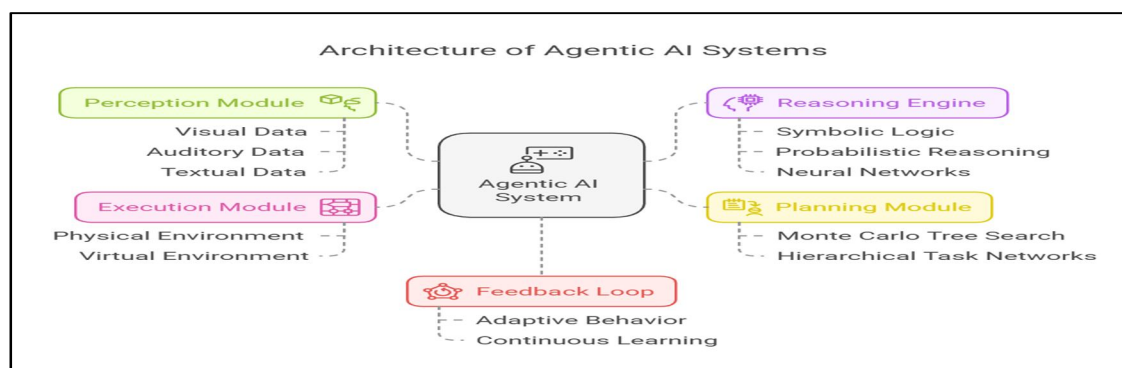 Architecture of Agentic AI Systems
Perception Module
Visual Data
Auditory Data
Textual Data
Execution Module
Physical Environment
Virtual Environment
Agentic AI
System
Feedback Loop
Adaptive Behavior
Continuous Learning
Reasoning Engine
Symbolic Logic
Probabilistic Reasoning
Neural Networks
Planning Module
Monte Carlo Tree Search
Hierarchical Task Networks